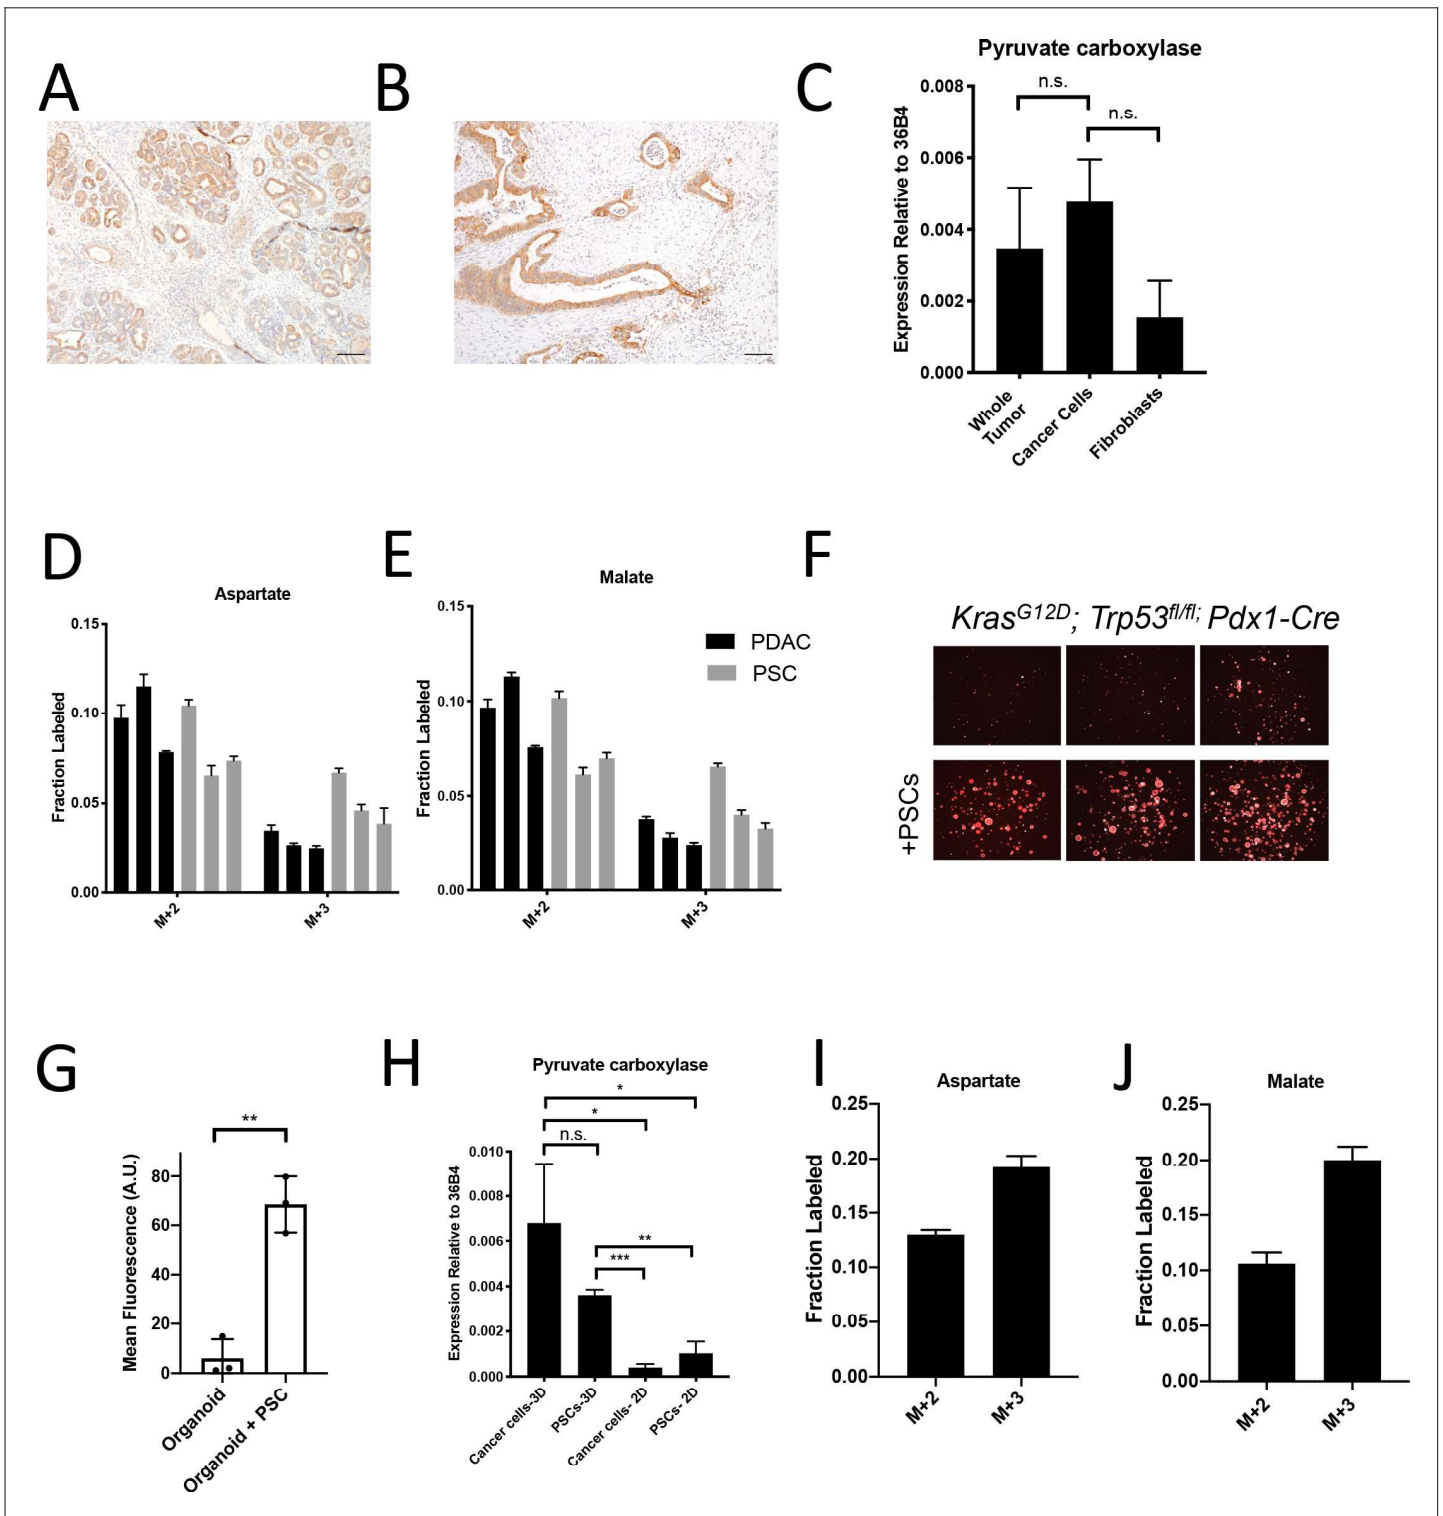 A
B
C
Pyruvate carboxylase
n.s.
n.s.
Expression Relative to 36B4
0.008
0.006
0.004
0.002
0.000
Whole
Tumor
Cancer Cells
Fibroblasts
D
Aspartate
Fraction Labeled
0.15
0.10
0.05
0.00
M+2
M+3
E
Malate
Fraction Labeled
0.15
0.10
0.05
0.00
M+2
M+3
PDAC
PSC
F
Kras^G12D; Trp53^fl/fl; Pdx1-Cre
+PSCs
G
**
Mean Fluorescence (A.U.)
80
60
40
20
0
Organoid
Organoid + PSC
H
Pyruvate carboxylase
*
*
n.s.
**
***
Expression Relative to 36B4
0.010
0.008
0.006
0.004
0.002
0.000
Cancer cells-3D
PSCs-3D
Cancer cells- 2D
PSCs- 2D
I
Aspartate
Fraction Labeled
0.25
0.20
0.15
0.10
0.05
0.00
M+2
M+3
J
Malate
Fraction Labeled
0.25
0.20
0.15
0.10
0.05
0.00
M+2
M+3